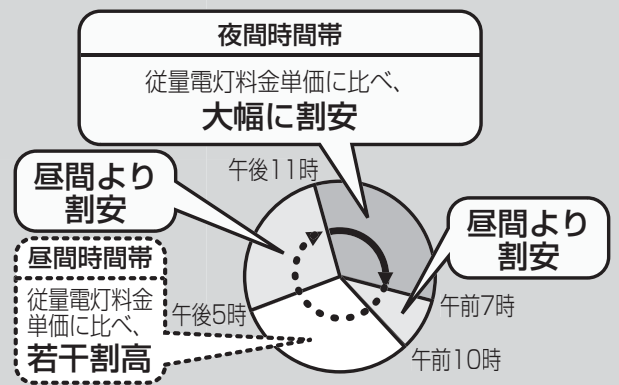 夜間時間帯
従量電灯料金単価に比べ、
大幅に割安
午後11時
昼間より
割安
昼間より
割安
昼間時間帯
従量電灯料金
単価に比べ、
若干割高
午後5時
午前7時
午前10時